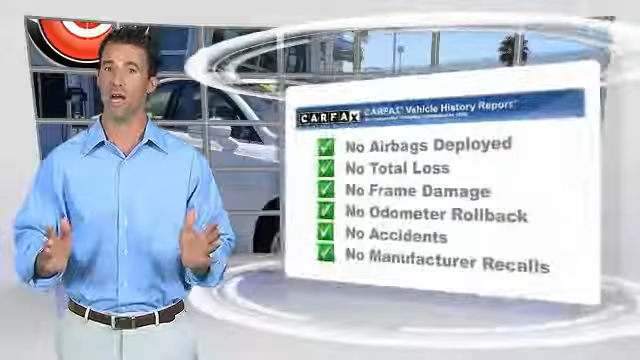 CARFAX CARFAX Vehicle History Report
No Airbags Deployed
No Total Loss
No Frame Damage
No Odometer Rollback
No Accidents
No Manufacturer Recalls